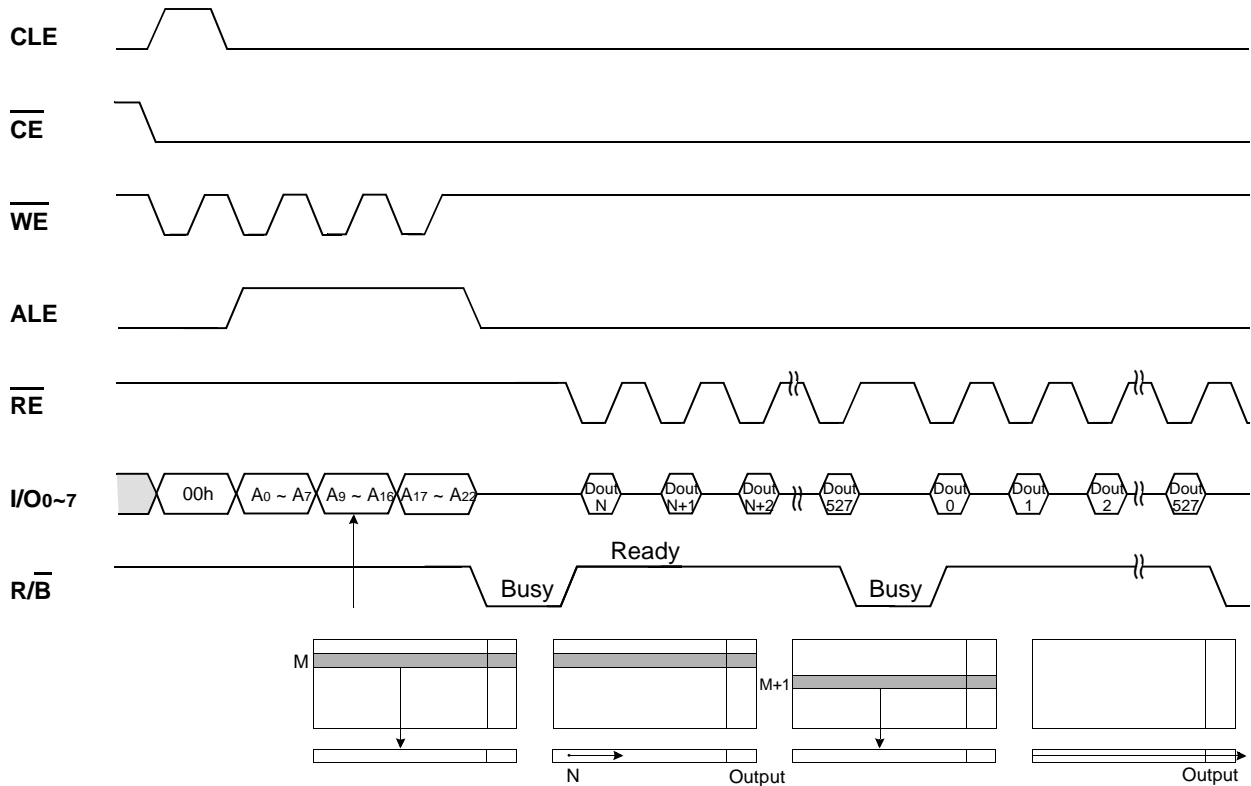 CLE
CE
WE
ALE
RE
I/O0~7
00h
A0 ~ A7
A9 ~ A16
A17 ~ A22
Dout
N
Dout
N+1
Dout
N+2
Dout
527
Dout
0
Dout
1
Dout
2
Dout
527
R/B
Busy
Ready
Busy
M
M+1
N
Output
Output